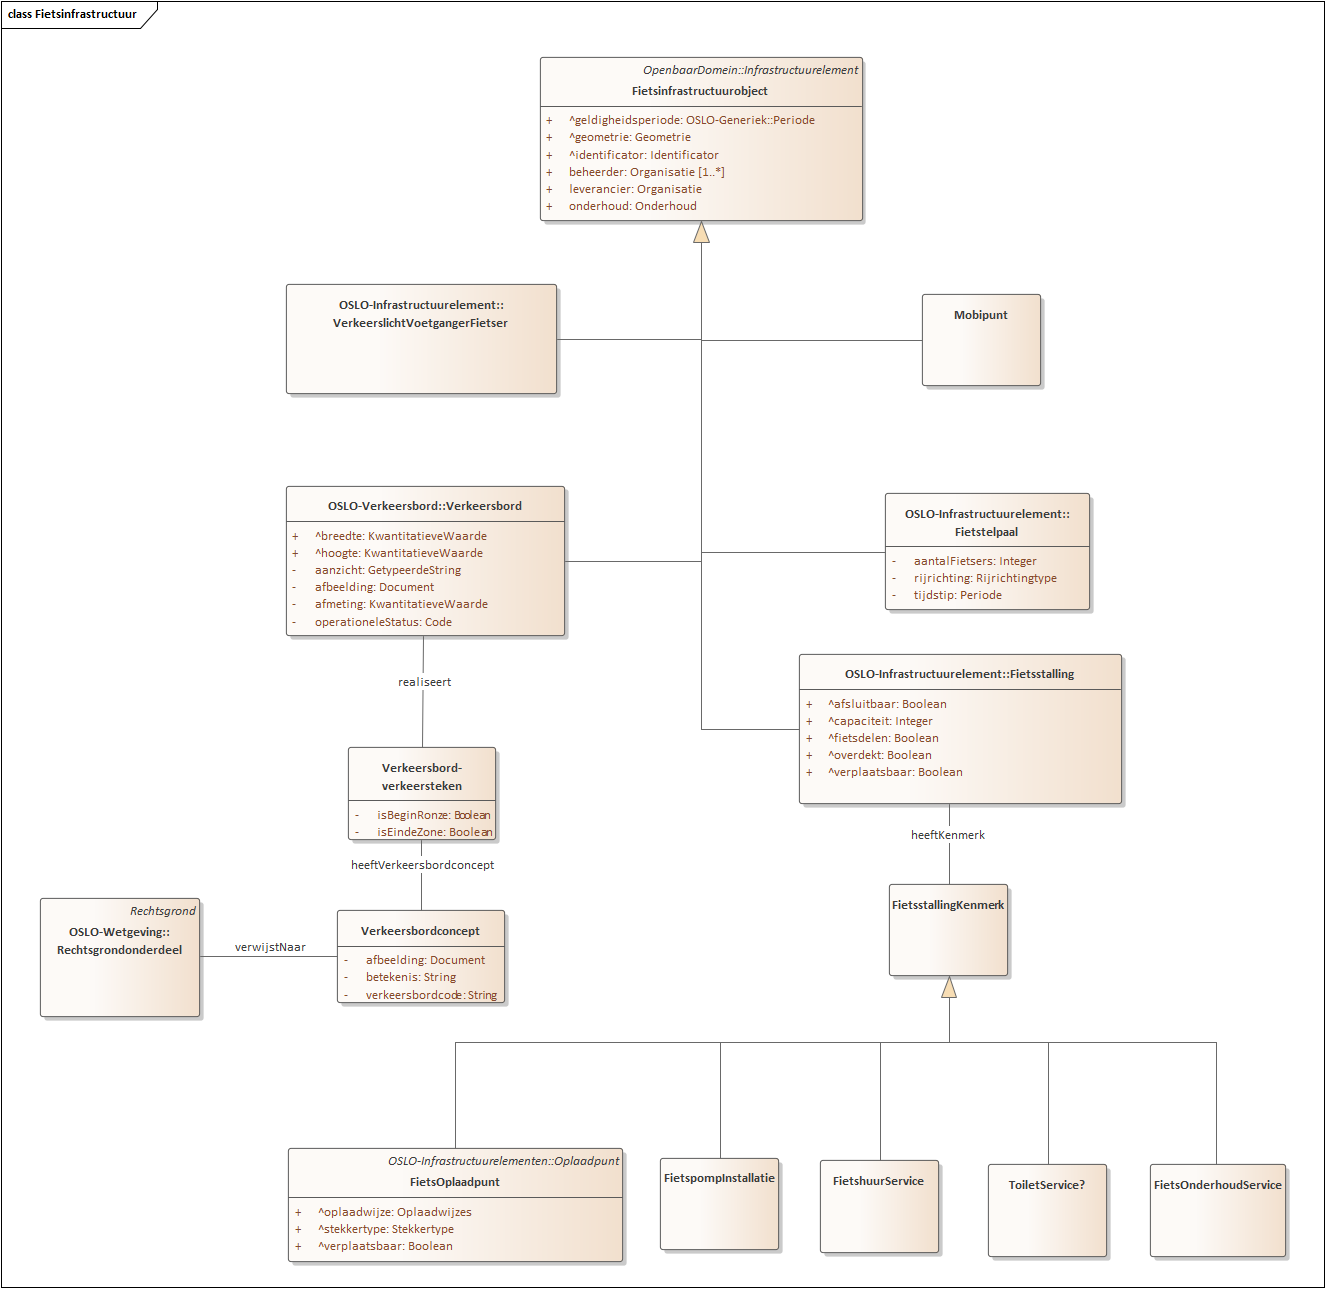 class Fietsinfrastructuur
OpenbaarDomein::Infrastructuurelement
Fietsinfrastructuurobject
+ ^geldigheidsperiode: OSLO-Generiek::Periode
+ ^geometrie: Geometrie
+ ^identificator: Identificator
+ beheerder: Organisatie [1..*]
+ leverancier: Organisatie
+ onderhoud: Onderhoud
OSLO-Infrastructuurelement::
VerkeerslichtVoetgangerFietser
Mobipunt
OSLO-Verkeersbord::Verkeersbord
+ ^breedte: KwantitatieveWaarde
+ ^hoogte: KwantitatieveWaarde
- aanzicht: GetypeerdeString
- afbeelding: Document
- afmeting: KwantitatieveWaarde
- operationeleStatus: Code
OSLO-Infrastructuurelement::
Fietstelpaal
- aantalFietsers: Integer
- rijrichting: Rijrichtingtype
- tijdstip: Periode
realiseert
OSLO-Infrastructuurelement::Fietsstalling
+ ^afsluitbaar: Boolean
+ ^capaciteit: Integer
+ ^fietsdelen: Boolean
+ ^overdekt: Boolean
+ ^verplaatsbaar: Boolean
Verkeersbord-
verkeersteken
- isBeginRonze: Boolean
- isEindeZone: Boolean
heeftKenmerk
heeftVerkeersbordconcept
FietsstallingKenmerk
Rechtsgrond
OSLO-Wetgeving::
Rechtsgrondonderdeel
verwijstNaar
Verkeersbordconcept
- afbeelding: Document
- betekenis: String
- verkeersbordcode: String
OSLO-Infrastructuurelementen::Oplaadpunt
FietsOplaadpunt
+ ^oplaadwijze: Oplaadwijzes
+ ^stekkertype: Stekkertype
+ ^verplaatsbaar: Boolean
FietspompInstallatie
FietshuurService
ToiletService?
FietsOnderhoudService